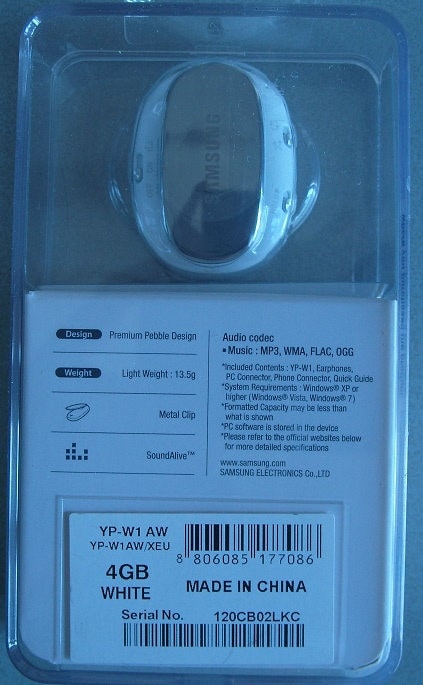 SAMSUNG
Design Premium Pebble Design
Weight Light Weight : 13.5g
Metal Clip
SoundAlive™
Audio codec
▪Music : MP3, WMA, FLAC, OGG
*Included Contents : YP-W1, Earphones,
PC Connector, Phone Connector, Quick Guide
*System Requirements : Windows® XP or
higher (Windows® Vista, Windows® 7)
*Formatted Capacity may be less than
what is shown
*PC software is stored in the device
*Please refer to the official websites below
for more detailed specifications
www.samsung.com
SAMSUNG ELECTRONICS Co.,LTD
YP-W1 AW
YP-W1AW/XEU
8 806085 177086
4GB
WHITE
MADE IN CHINA
Serial No. 120CB02LKC